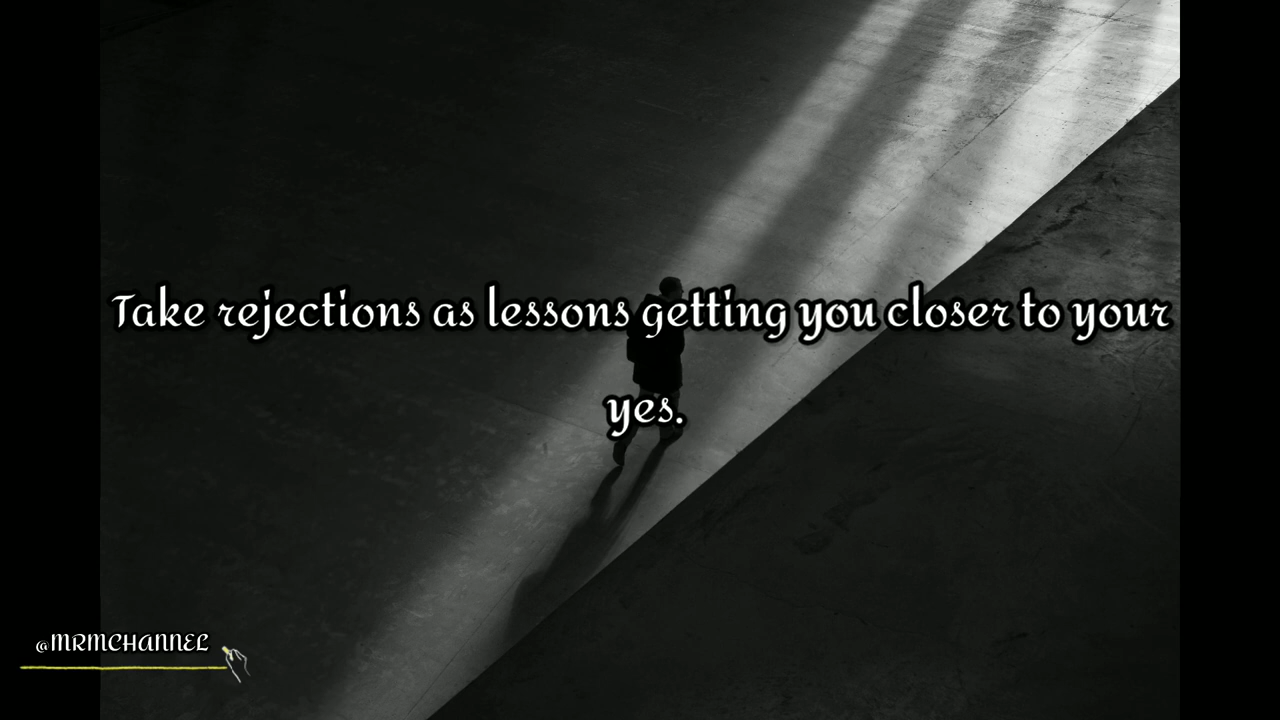 Take rejections as lessons getting you closer to your
yes.
@MRMCHANNEL